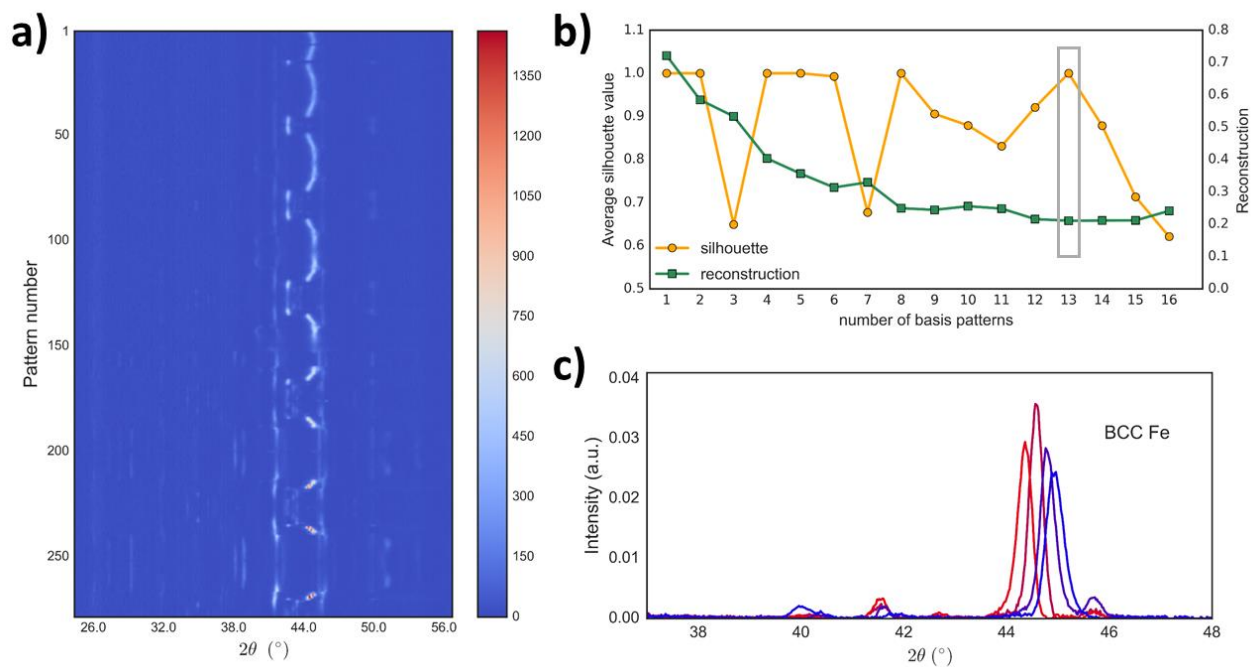 a)
1
50
100
150
200
250
Pattern number
26.0 32.0 38.0 44.0 50.0 56.0
2θ (°)
1350
1200
1050
900
750
600
450
300
150
0
b)
1.1
1.0
0.9
0.8
0.7
0.6
0.5
Average silhouette value
silhouette
reconstruction
0.8
0.7
0.6
0.5
0.4
0.3
0.2
0.1
0.0
Reconstruction
1 2 3 4 5 6 7 8 9 10 11 12 13 14 15 16
number of basis patterns
c)
0.04
0.03
0.02
0.01
0.00
Intensity (a.u.)
BCC Fe
38 40 42 44 46 48
2θ (°)